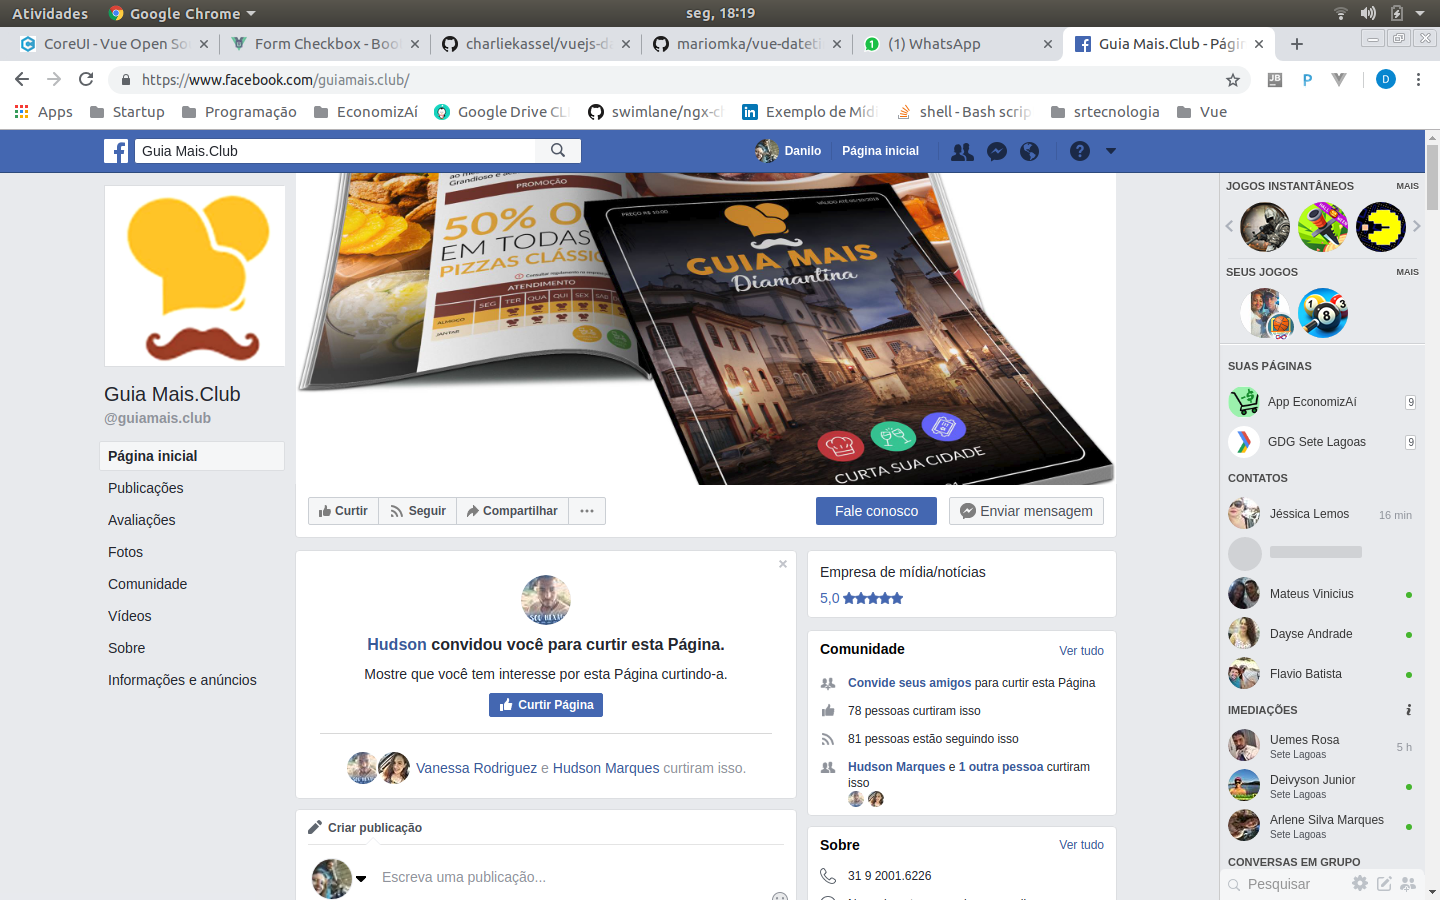 Atividades
Google Chrome
seg, 18:19
CoreUI - Vue Open So
Form Checkbox - Boo
charliekassel/vuejs-d
mariomka/vue-dateti
(1) WhatsApp
Guia Mais.Club - Págin
https://www.facebook.com/guiamais.club/
D
Apps
Startup
Programação
EconomizAí
Google Drive CL
swimlane/ngx-c
Exemplo de Mídi
shell - Bash scrip
srtecnologia
Vue
Guia Mais.Club
Danilo
Página inicial
Guia Mais.Club
@guiamais.club
Página inicial
Publicações
Avaliações
Fotos
Comunidade
Vídeos
Sobre
Informações e anúncios
PROMOÇÃO
50% O
EM TODAS
PIZZAS CLÁSSIC
ATENDIMENTO
SEG TER QUA QUI SEX SAB
ALMOÇO
JANTAR
GUIA MAIS
Diamantina
CURTA SUA CIDADE
Curtir
Seguir
Compartilhar
Fale conosco
Enviar mensagem
Hudson convidou você para curtir esta Página.
Mostre que você tem interesse por esta Página curtindo-a.
Curtir Página
Vanessa Rodriguez e Hudson Marques curtiram isso.
Criar publicação
Escreva uma publicação...
Empresa de mídia/notícias
5,0
Comunidade
Ver tudo
Convide seus amigos para curtir esta Página
78 pessoas curtiram isso
81 pessoas estão seguindo isso
Hudson Marques e 1 outra pessoa curtiram
isso
Sobre
Ver tudo
31 9 2001.6226
JOGOS INSTANTÂNEOS
MAIS
SEUS JOGOS
MAIS
SUAS PÁGINAS
App EconomizAí
9
GDG Sete Lagoas
9
CONTATOS
Jéssica Lemos
16 min
Mateus Vinicius
Dayse Andrade
Flavio Batista
IMEDIAÇÕES
Uemes Rosa
Sete Lagoas
5 h
Deivyson Junior
Sete Lagoas
Arlene Silva Marques
Sete Lagoas
CONVERSAS EM GRUPO
Pesquisar